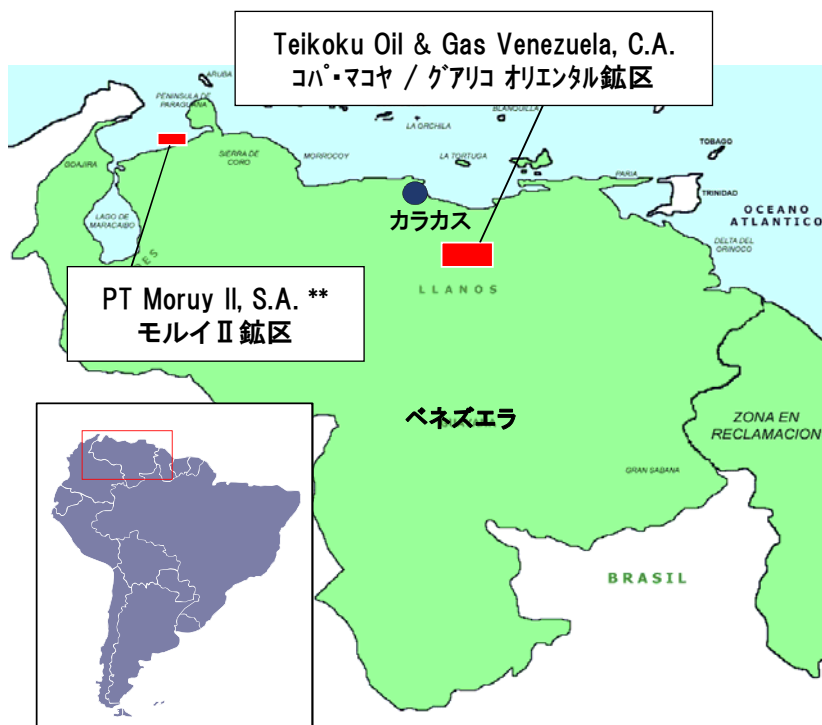 Teikoku Oil & Gas Venezuela, C.A.
コパ・マコヤ / グアリコ オリエンタル鉱区
ARUBA
PENINSULA DE
PARAGUANA
BLANQUILLA
LA ORCHILA
TOBAGO
GOAJIRA
SIERRA DE
CORO
MORROCOY
LA TORTUGA
PARIA
TRINIDAD
カラカス
LAGO DE
MARACAIBO
OCEANO
ATLANTICO
DELTA DEL
ORINOCO
PT Moruy II, S.A. **
モルイⅡ鉱区
LLANOS
ベネズエラ
ZONA EN
RECLAMACION
GRAN SABANA
BRASIL